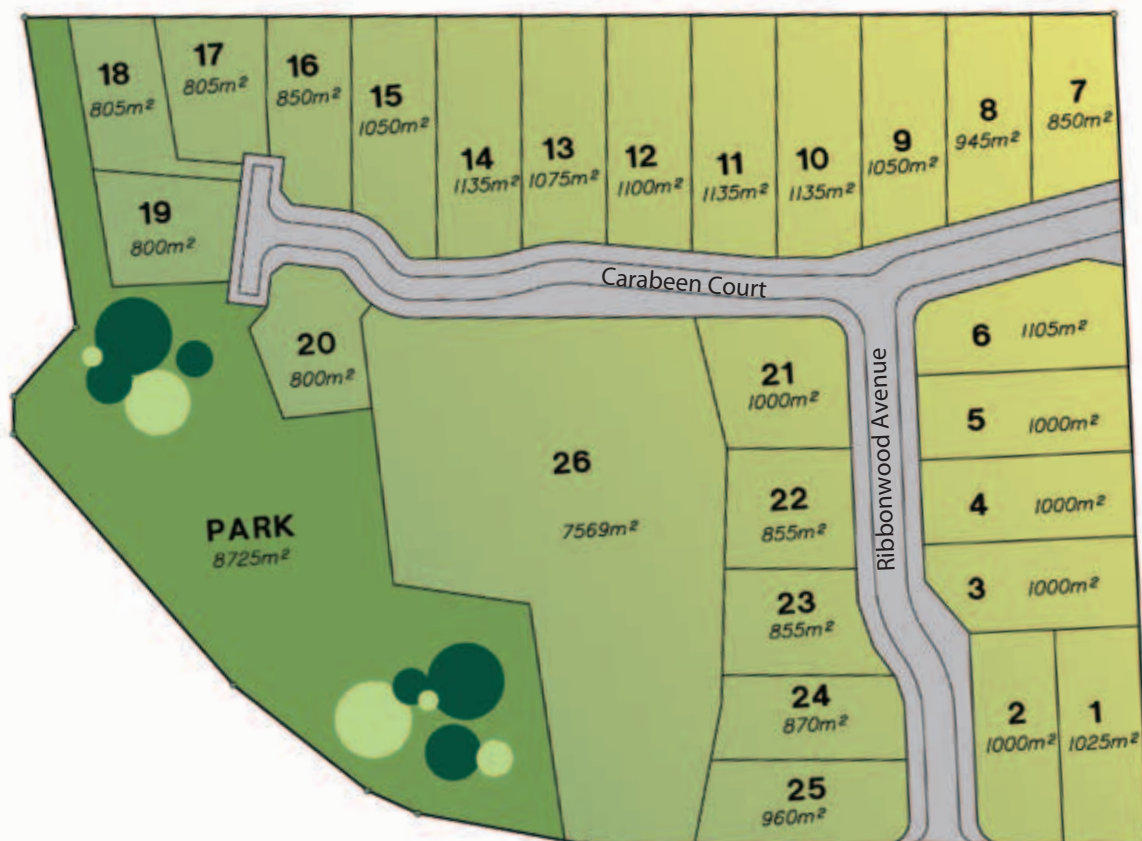 18
805m²
17
805m²
16
850m²
15
1050m²
14
1135m²
13
1075m²
12
1100m²
11
1135m²
10
1135m²
9
1050m²
8
945m²
7
850m²
19
800m²
Carabeen Court
20
800m²
21
1000m²
6 1105m²
Ribbonwood Avenue
5 1000m²
26
7569m²
22
855m²
4 1000m²
PARK
8725m²
3 1000m²
23
855m²
24
870m²
2
1000m²
1
1025m²
25
960m²